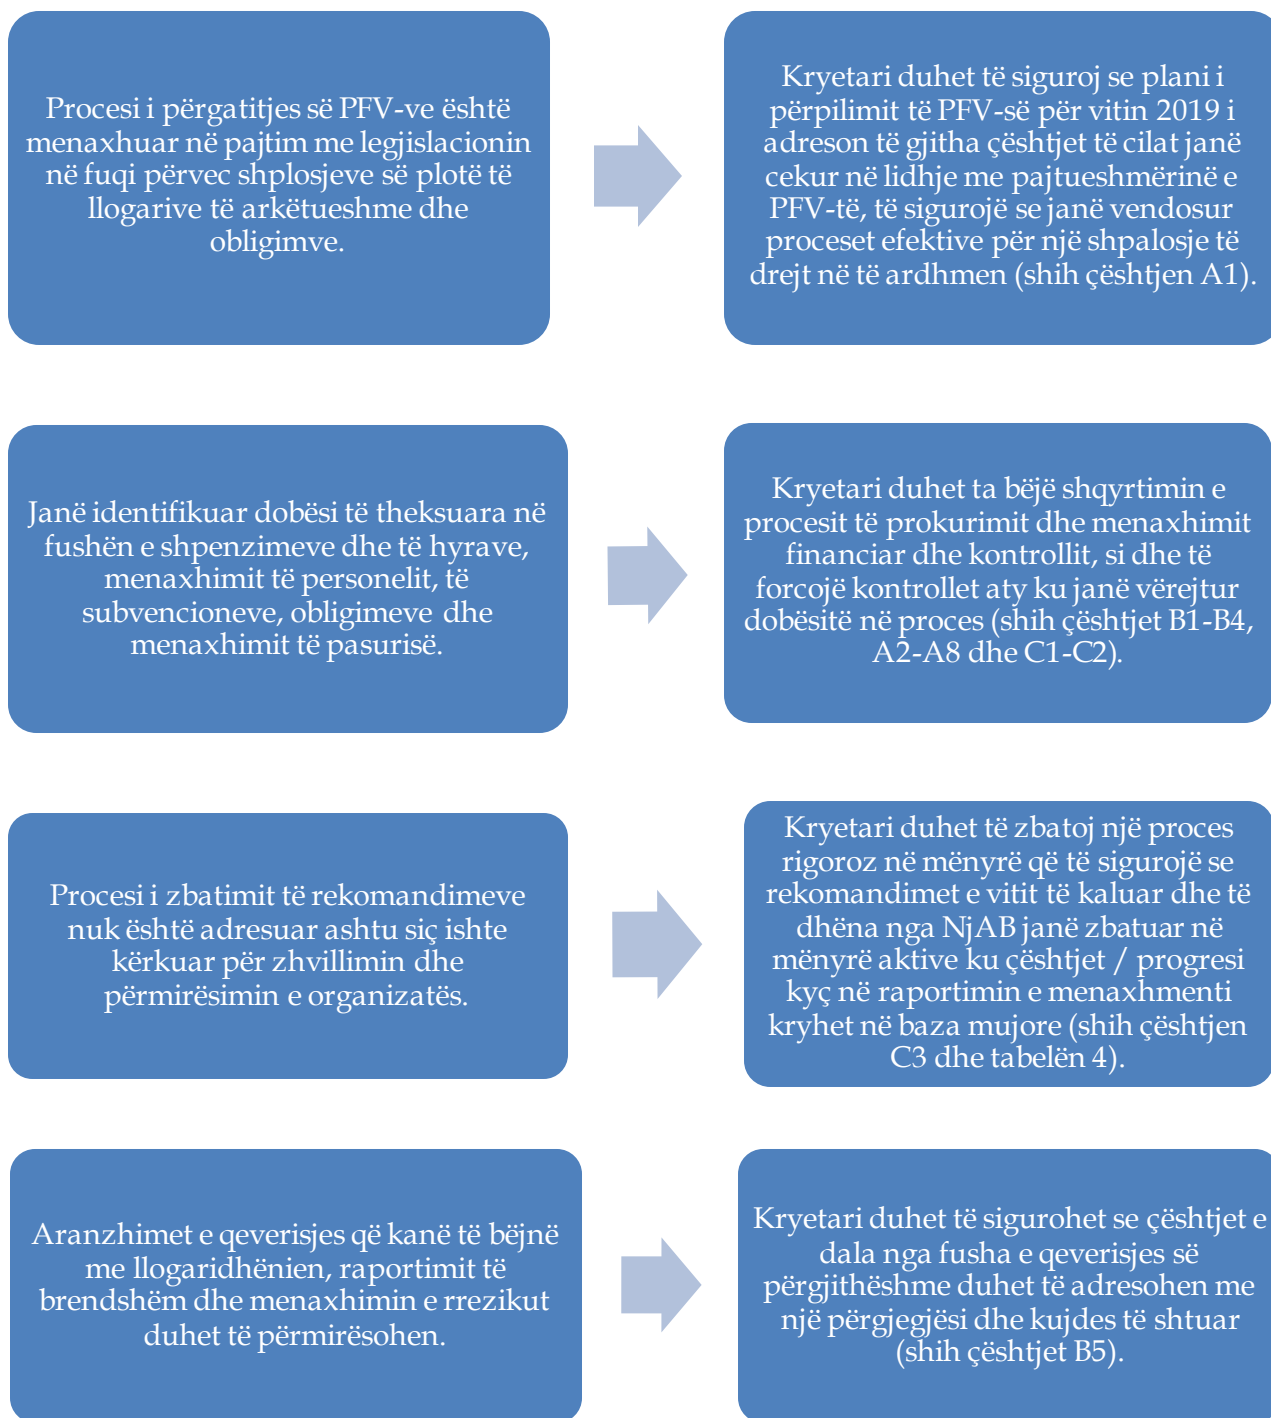 Procesi i përgatitjes së PFV-ve është
menaxhuar në pajtim me legjislacionin
në fuqi përvec shplosjeve së plotë të
llogarive të arkëtueshme dhe
obligimve.
Kryetari duhet të siguroj se plani i
përpilimit të PFV-së për vitin 2019 i
adreson të gjitha çështjet të cilat janë
cekur në lidhje me pajtueshmërinë e
PFV-të, të sigurojë se janë vendosur
proceset efektive për një shpalosje të
drejt në të ardhmen (shih çështjen A1).
Janë identifikuar dobësi të theksuara në
fushën e shpenzimeve dhe të hyrave,
menaxhimit të personelit, të
subvencioneve, obligimeve dhe
menaxhimit të pasurisë.
Kryetari duhet ta bëjë shqyrtimin e
procesit të prokurimit dhe menaxhimit
financiar dhe kontrollit, si dhe të
forcojë kontrollet aty ku janë vërejtur
dobësitë në proces (shih çështjet B1-B4,
A2-A8 dhe C1-C2).
Procesi i zbatimit të rekomandimeve
nuk është adresuar ashtu siç ishte
kërkuar për zhvillimin dhe
përmirësimin e organizatës.
Kryetari duhet të zbatoj një proces
rigoroz në mënyrë që të sigurojë se
rekomandimet e vitit të kaluar dhe të
dhëna nga NjAB janë zbatuar në
mënyrë aktive ku çështjet / progresi
kyç në raportimin e menaxhmenti
kryhet në baza mujore (shih çështjen
C3 dhe tabelën 4).
Aranzhimet e qeverisjes që kanë të bëjnë
me llogaridhënien, raportimit të
brendshëm dhe menaxhimin e rrezikut
duhet të përmirësohen.
Kryetari duhet të sigurohet se çështjet e
dala nga fusha e qeverisjes së
përgjithëshme duhet të adresohen me
një përgjegjësi dhe kujdes të shtuar
(shih çështjet B5).